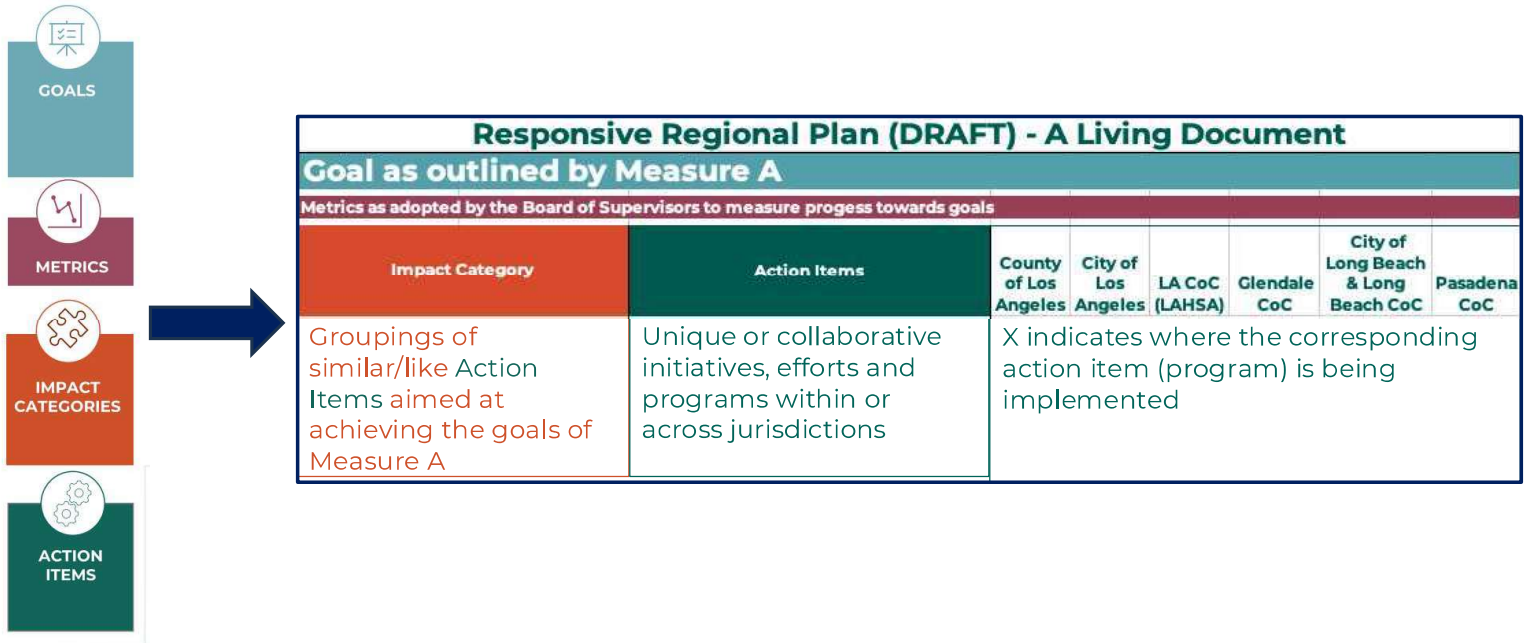 GOALS
METRICS
IMPACT
CATEGORIES
ACTION
ITEMS
Responsive Regional Plan (DRAFT) - A Living Document
Goal as outlined by Measure A
Metrics as adopted by the Board of Supervisors to measure progess towards goals
Impact Category
Action Items
County
of Los
Angeles
City of
Los
Angeles
LA CoC
(LAHSA)
Glendale
CoC
City of
Long Beach
& Long
Beach CoC
Pasadena
CoC
Groupings of
similar/like Action
Items aimed at
achieving the goals of
Measure A
Unique or collaborative
initiatives, efforts and
programs within or
across jurisdictions
X indicates where the corresponding
action item (program) is being
implemented